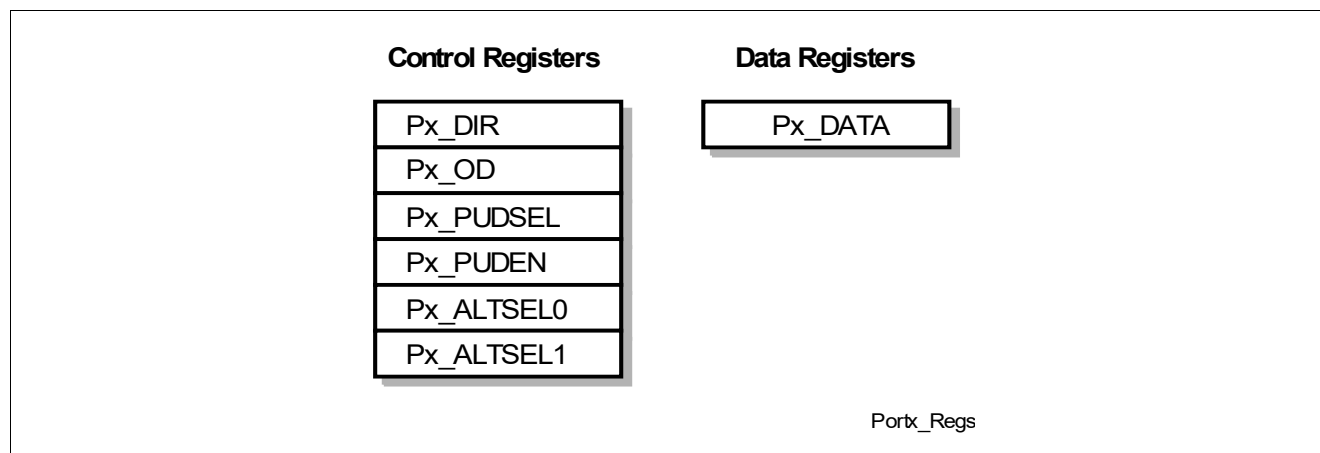 Control Registers
Data Registers
Px_DIR
Px_DATA
Px_OD
Px_PUDSEL
Px_PUDEN
Px_ALTSEL0
Px_ALTSEL1
Portx_Regs